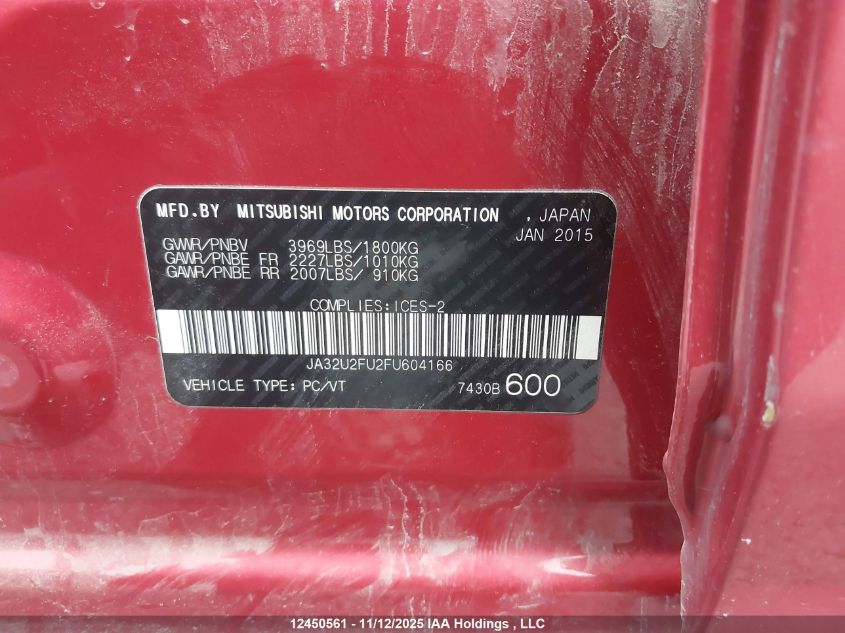 MFD.BY MITSUBISHI MOTORS CORPORATION , JAPAN
JAN 2015
GVWR/PNBV 3969LBS/1800KG
GAWR/PNBE FR 2227LBS/1010KG
GAWR/PNBE RR 2007LBS/ 910KG
COMPLIES:ICES-2
JA32U2FU2FU604166
VEHICLE TYPE: PC/VT 7430B 600
12450561 - 11/12/2025 IAA Holdings , LLC